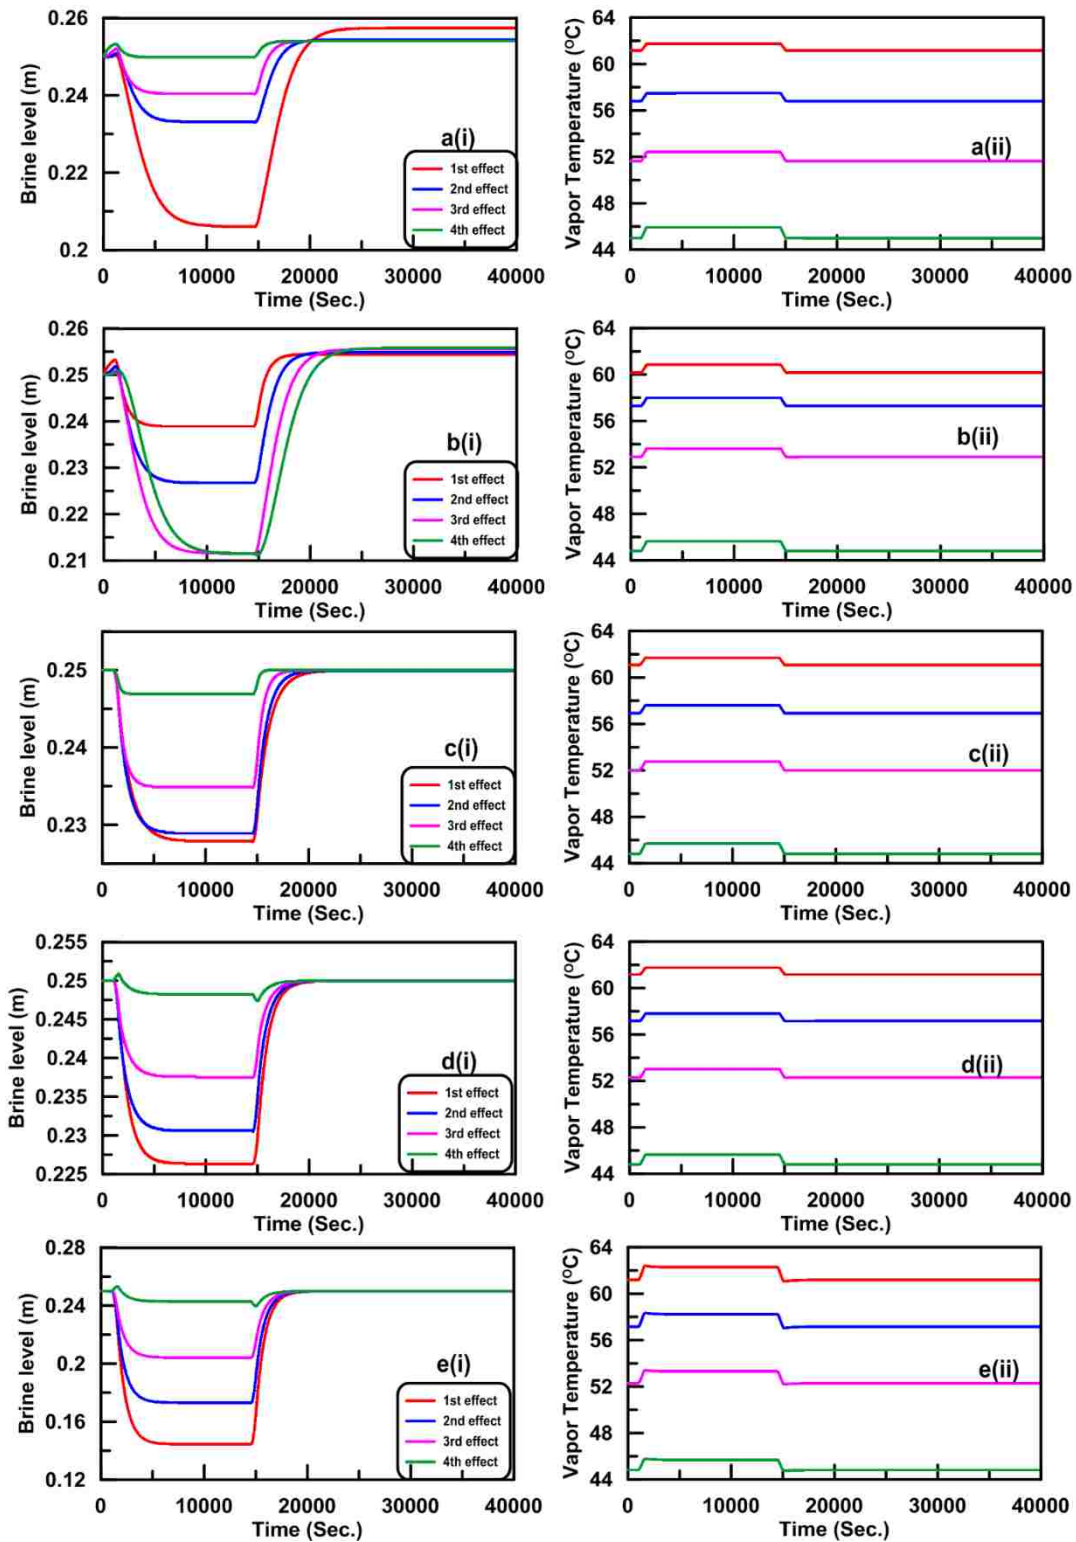 0.26
0.24
0.22
0.2
Brine level (m)
a(i)
1st effect
2nd effect
3rd effect
4th effect
0 10000 20000 30000 40000
Time (Sec.)
64
60
56
52
48
44
Vapor Temperature (°C)
a(ii)
0 10000 20000 30000 40000
Time (Sec.)
0.26
0.25
0.24
0.23
0.22
0.21
Brine level (m)
b(i)
1st effect
2nd effect
3rd effect
4th effect
0 10000 20000 30000 40000
Time (Sec.)
64
60
56
52
48
44
Vapor Temperature (°C)
b(ii)
0 10000 20000 30000 40000
Time (Sec.)
0.25
0.24
0.23
Brine level (m)
c(i)
1st effect
2nd effect
3rd effect
4th effect
0 10000 20000 30000 40000
Time (Sec.)
64
60
56
52
48
44
Vapor Temperature (°C)
c(ii)
0 10000 20000 30000 40000
Time (Sec.)
0.255
0.25
0.245
0.24
0.235
0.23
0.225
Brine level (m)
d(i)
1st effect
2nd effect
3rd effect
4th effect
0 10000 20000 30000 40000
Time (Sec.)
64
60
56
52
48
44
Vapor Temperature (°C)
d(ii)
0 10000 20000 30000 40000
Time (Sec.)
0.28
0.24
0.2
0.16
0.12
Brine level (m)
e(i)
1st effect
2nd effect
3rd effect
4th effect
0 10000 20000 30000 40000
Time (Sec.)
64
60
56
52
48
44
Vapor Temperature (°C)
e(ii)
0 10000 20000 30000 40000
Time (Sec.)